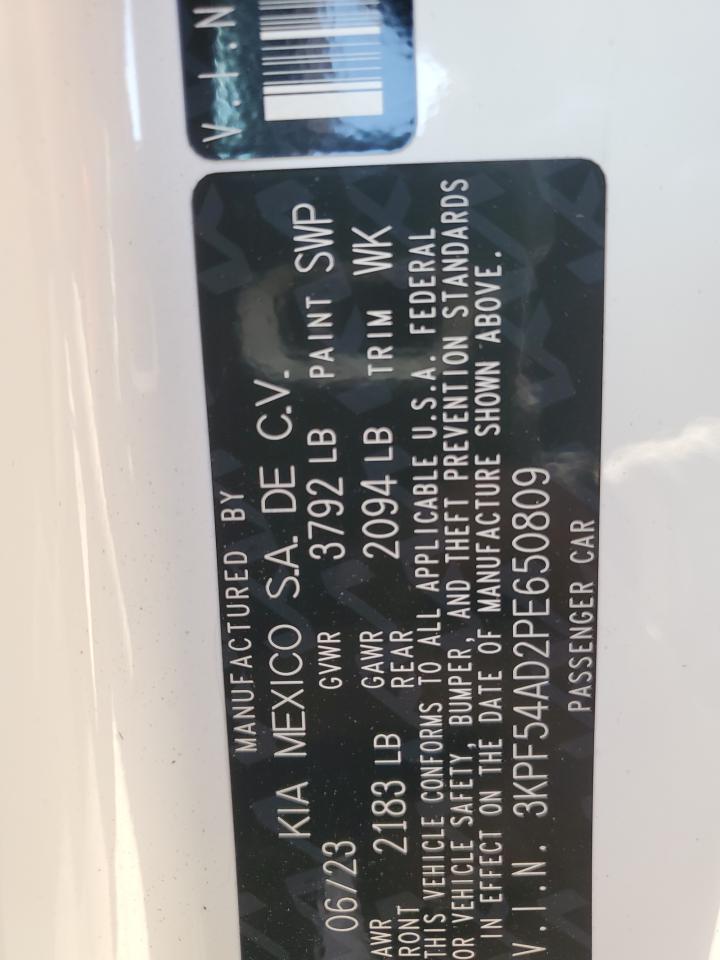 V.I.N
MANUFACTURED BY
KIA MEXICO S.A. DE C.V.
06/23 GVWR 3792 LB PAINT SWP
AWR RONT 2183 LB GAWR REAR 2094 LB TRIM WK
THIS VEHICLE CONFORMS TO ALL APPLICABLE U.S.A. FEDERAL
OR VEHICLE SAFETY, BUMPER, AND THEFT PREVENTION STANDARDS
IN EFFECT ON THE DATE OF MANUFACTURE SHOWN ABOVE.
V.I.N. 3KPF54AD2PE650809
PASSENGER CAR